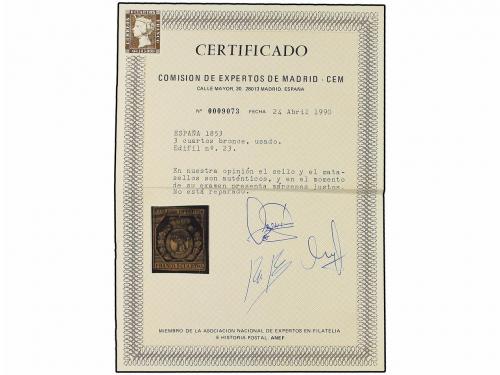 CERTIFICADO
COMISION DE EXPERTOS DE MADRID - CEM
CALLE MAYOR, 30. 28013 MADRID. ESPAÑA
Nº 0009073 FECHA 24 Abril 1990
ESPAÑA 1853
3 cuartos bronce, usado.
Edifil nº. 23.
En nuestra opinión el sello y el mata-
sellos son auténticos, y en el momento
de su examen presenta márgenes justos.
No está reparado.
MIEMBRO DE LA ASOCIACION NACIONAL DE EXPERTOS EN FILATELIA
E HISTORIA POSTAL. ANEF